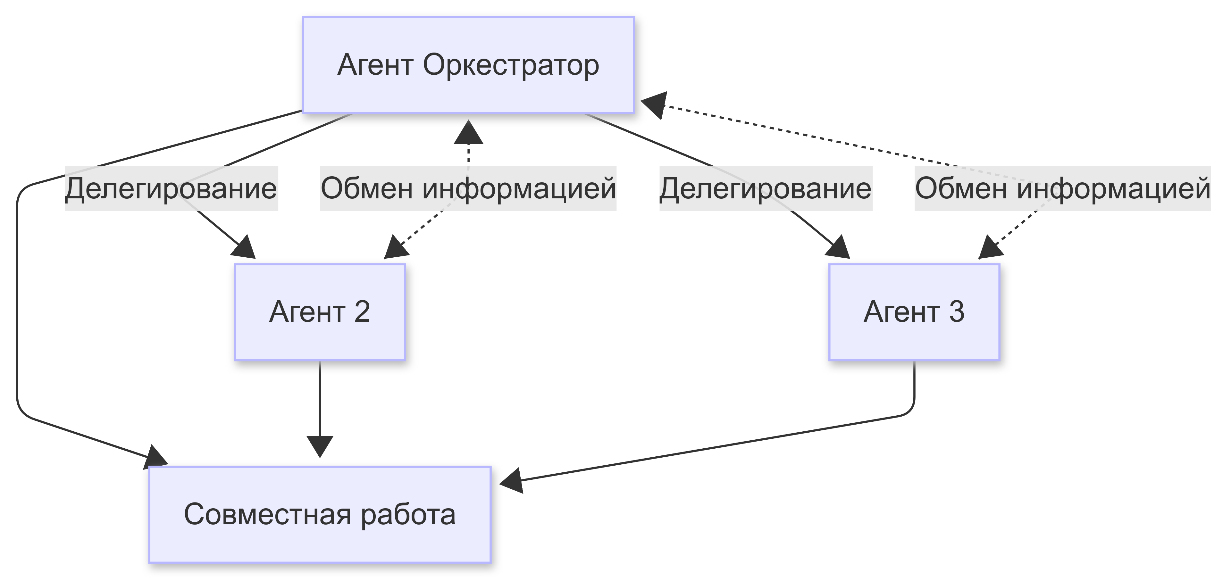 Агент Оркестратор
Делегирование
Обмен информацией
Делегирование
Обмен информацией
Агент 2
Агент 3
Совместная работа